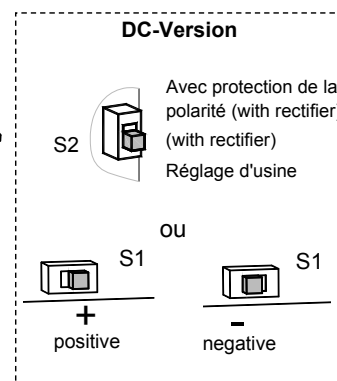 DC-Version
Avec protection de la
polarité (with rectifier)
(with rectifier)
S2
Réglage d'usine
ou
S1
S1
+
-
positive
negative